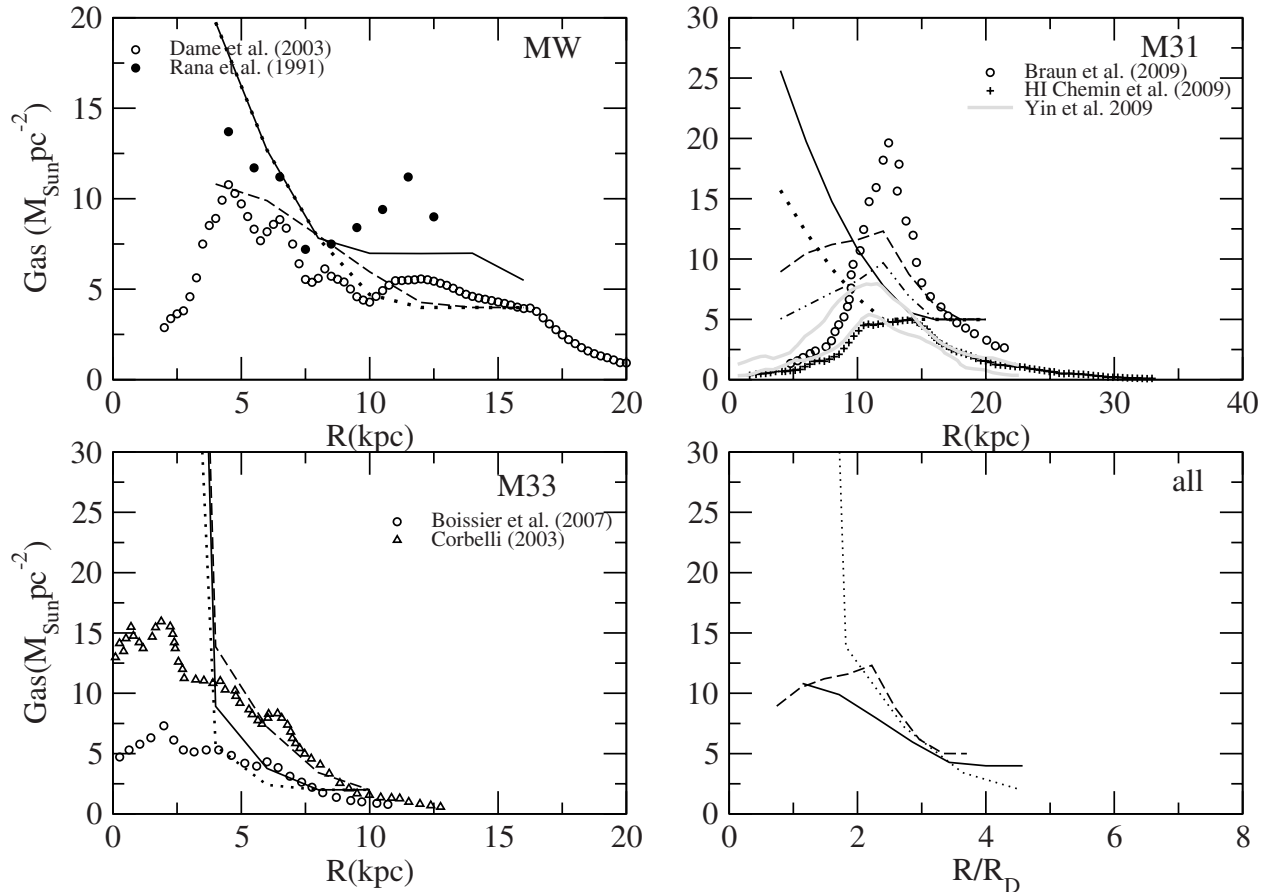 20
15
10
5
0
Gas (M_Sun pc^-2)
MW
Dame et al. (2003)
Rana et al. (1991)
0 5 10 15 20
R(kpc)
30
25
20
15
10
5
0
M31
Braun et al. (2009)
HI Chemin et al. (2009)
Yin et al. 2009
0 10 20 30 40
R(kpc)
30
25
20
15
10
5
0
Gas(M_Sun pc^-2)
M33
Boissier et al. (2007)
Corbelli (2003)
0 5 10 15 20
R(kpc)
30
25
20
15
10
5
0
all
0 2 4 6 8
R/R_D